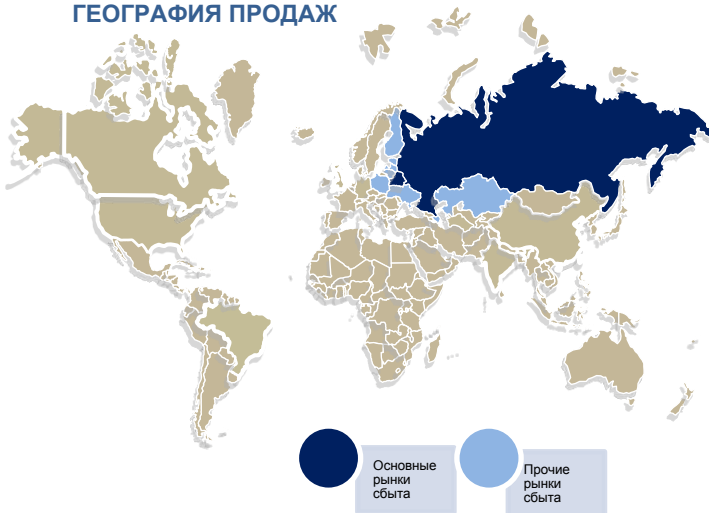 ГЕОГРАФИЯ ПРОДАЖ
Основные
рынки
сбыта
Прочие
рынки
сбыта